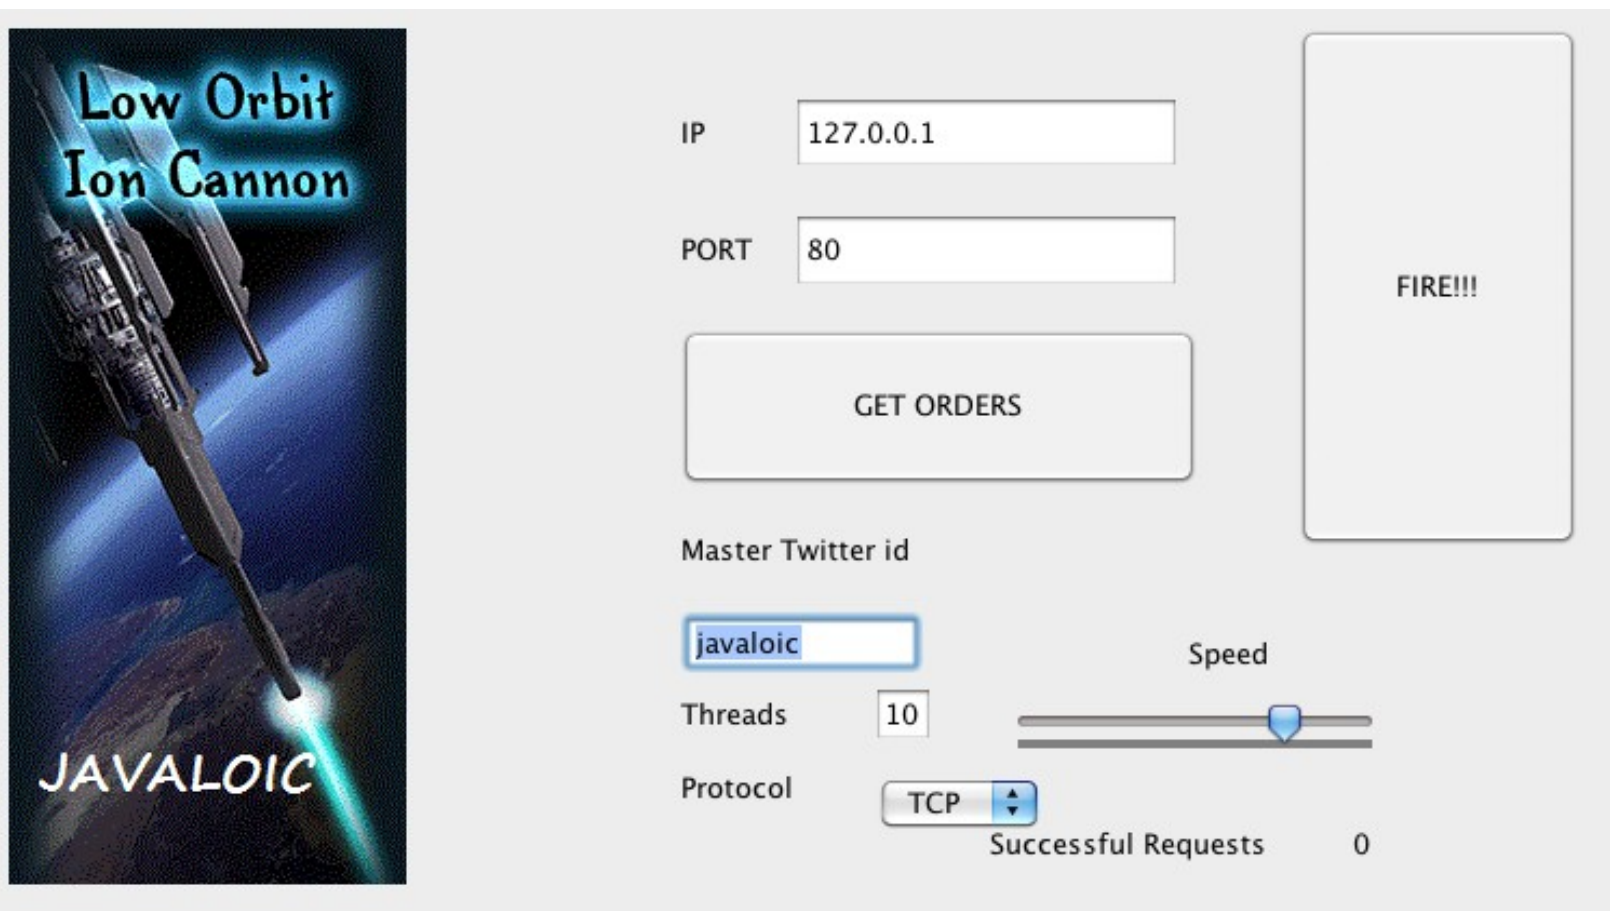 Low Orbit
Ion Cannon
JAVALOIC
IP
127.0.0.1
PORT
80
GET ORDERS
FIRE!!!
Master Twitter id
javaloic
Speed
Threads
10
Protocol
TCP
Successful Requests 0